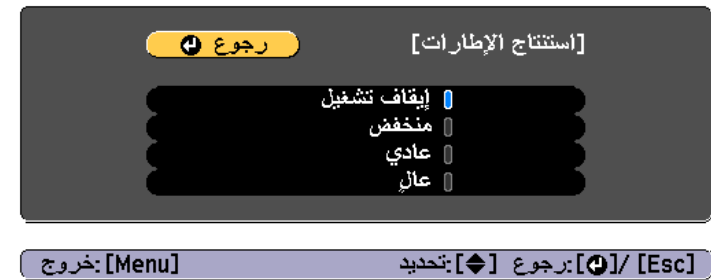 [استنتاج الإطارات] رجوع
إيقاف تشغيل
منخفض
عادي
عالٍ
[Esc] /[]:رجوع []:تحديد [Menu]:خروج